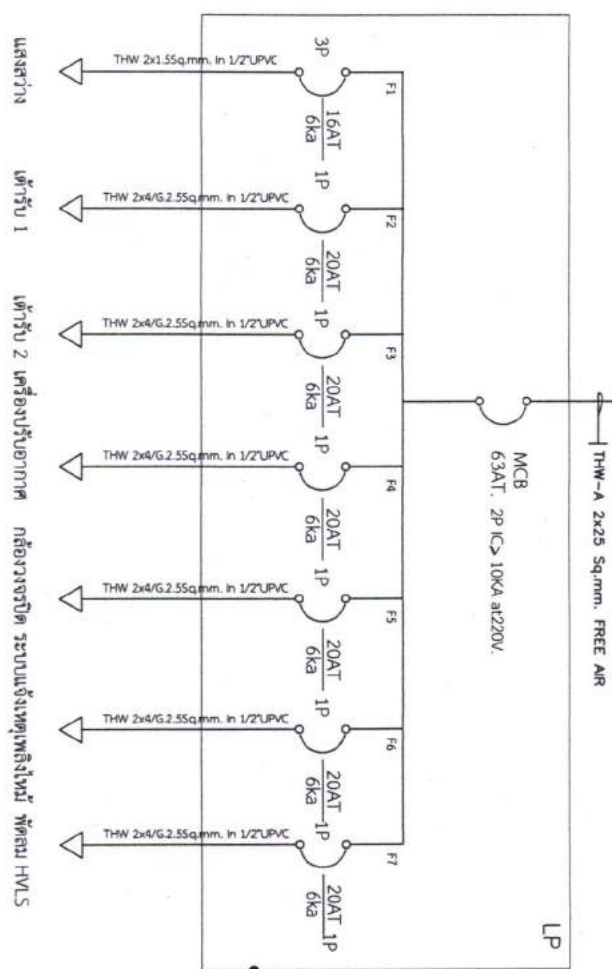 THW-A 2x25 Sq.mm. FREE AIR
LP
MCB
63AT. 2P IC≥ 10KA at220V.
F1
F2
F3
F4
F5
F6
F7
3P
16AT
6ka
1P
20AT
6ka
1P
20AT
6ka
1P
20AT
6ka
1P
20AT
6ka
1P
20AT
6ka
1P
20AT
6ka
1P
THW 2x1.5Sq.mm. In 1/2"UPVC
THW 2x4/G.2.5Sq.mm. In 1/2"UPVC
THW 2x4/G.2.5Sq.mm. In 1/2"UPVC
THW 2x4/G.2.5Sq.mm. In 1/2"UPVC
THW 2x4/G.2.5Sq.mm. In 1/2"UPVC
THW 2x4/G.2.5Sq.mm. In 1/2"UPVC
THW 2x4/G.2.5Sq.mm. In 1/2"UPVC
แสงสว่าง
เต้ารับ 1
เต้ารับ 2
เครื่องปรับอากาศ
กล้องวงจรปิด
ระบบแจ้งเหตุเพลิงไหม้
พัดลม HVLS